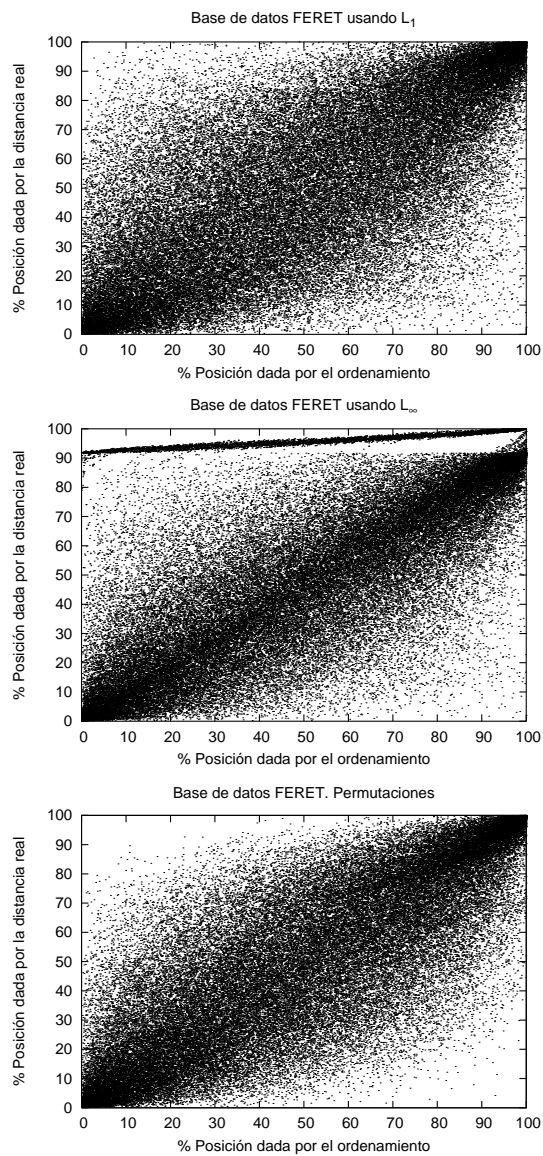 Base de datos FERET usando L1
% Posición dada por la distancia real
100
90
80
70
60
50
40
30
20
10
0
0 10 20 30 40 50 60 70 80 90 100
% Posición dada por el ordenamiento
Base de datos FERET usando L∞
% Posición dada por la distancia real
100
90
80
70
60
50
40
30
20
10
0
0 10 20 30 40 50 60 70 80 90 100
% Posición dada por el ordenamiento
Base de datos FERET. Permutaciones
% Posición dada por la distancia real
100
90
80
70
60
50
40
30
20
10
0
0 10 20 30 40 50 60 70 80 90 100
% Posición dada por el ordenamiento